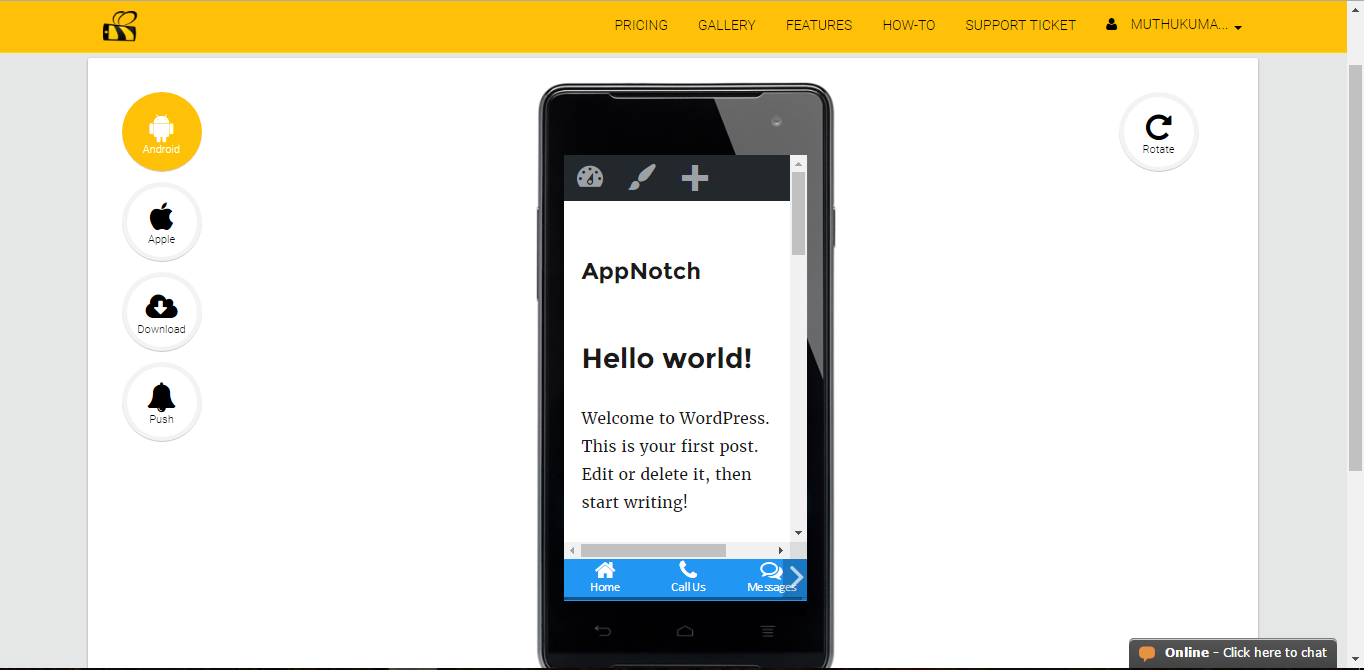 PRICING GALLERY FEATURES HOW-TO SUPPORT TICKET MUTHUKUMA...
Android
Apple
Download
Push
Rotate
AppNotch
Hello world!
Welcome to WordPress.
This is your first post.
Edit or delete it, then
start writing!
Home Call Us Messages
Online - Click here to chat